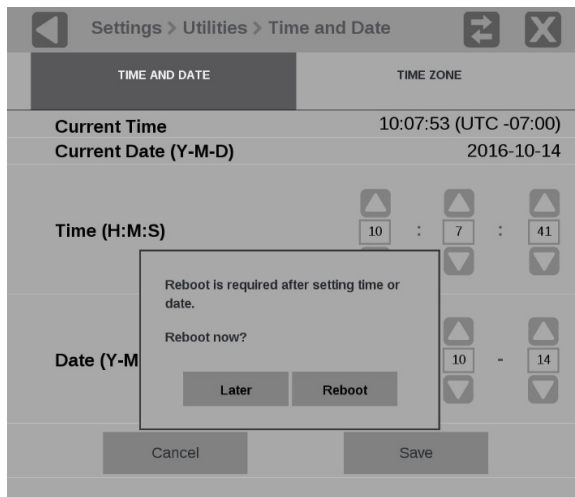 Settings > Utilities > Time and Date
TIME AND DATE
TIME ZONE
Current Time 10:07:53 (UTC -07:00)
Current Date (Y-M-D) 2016-10-14
Time (H:M:S) 10 : 7 : 41
Reboot is required after setting time or
date.
Reboot now?
Date (Y-M 10 - 14
Later Reboot
Cancel Save